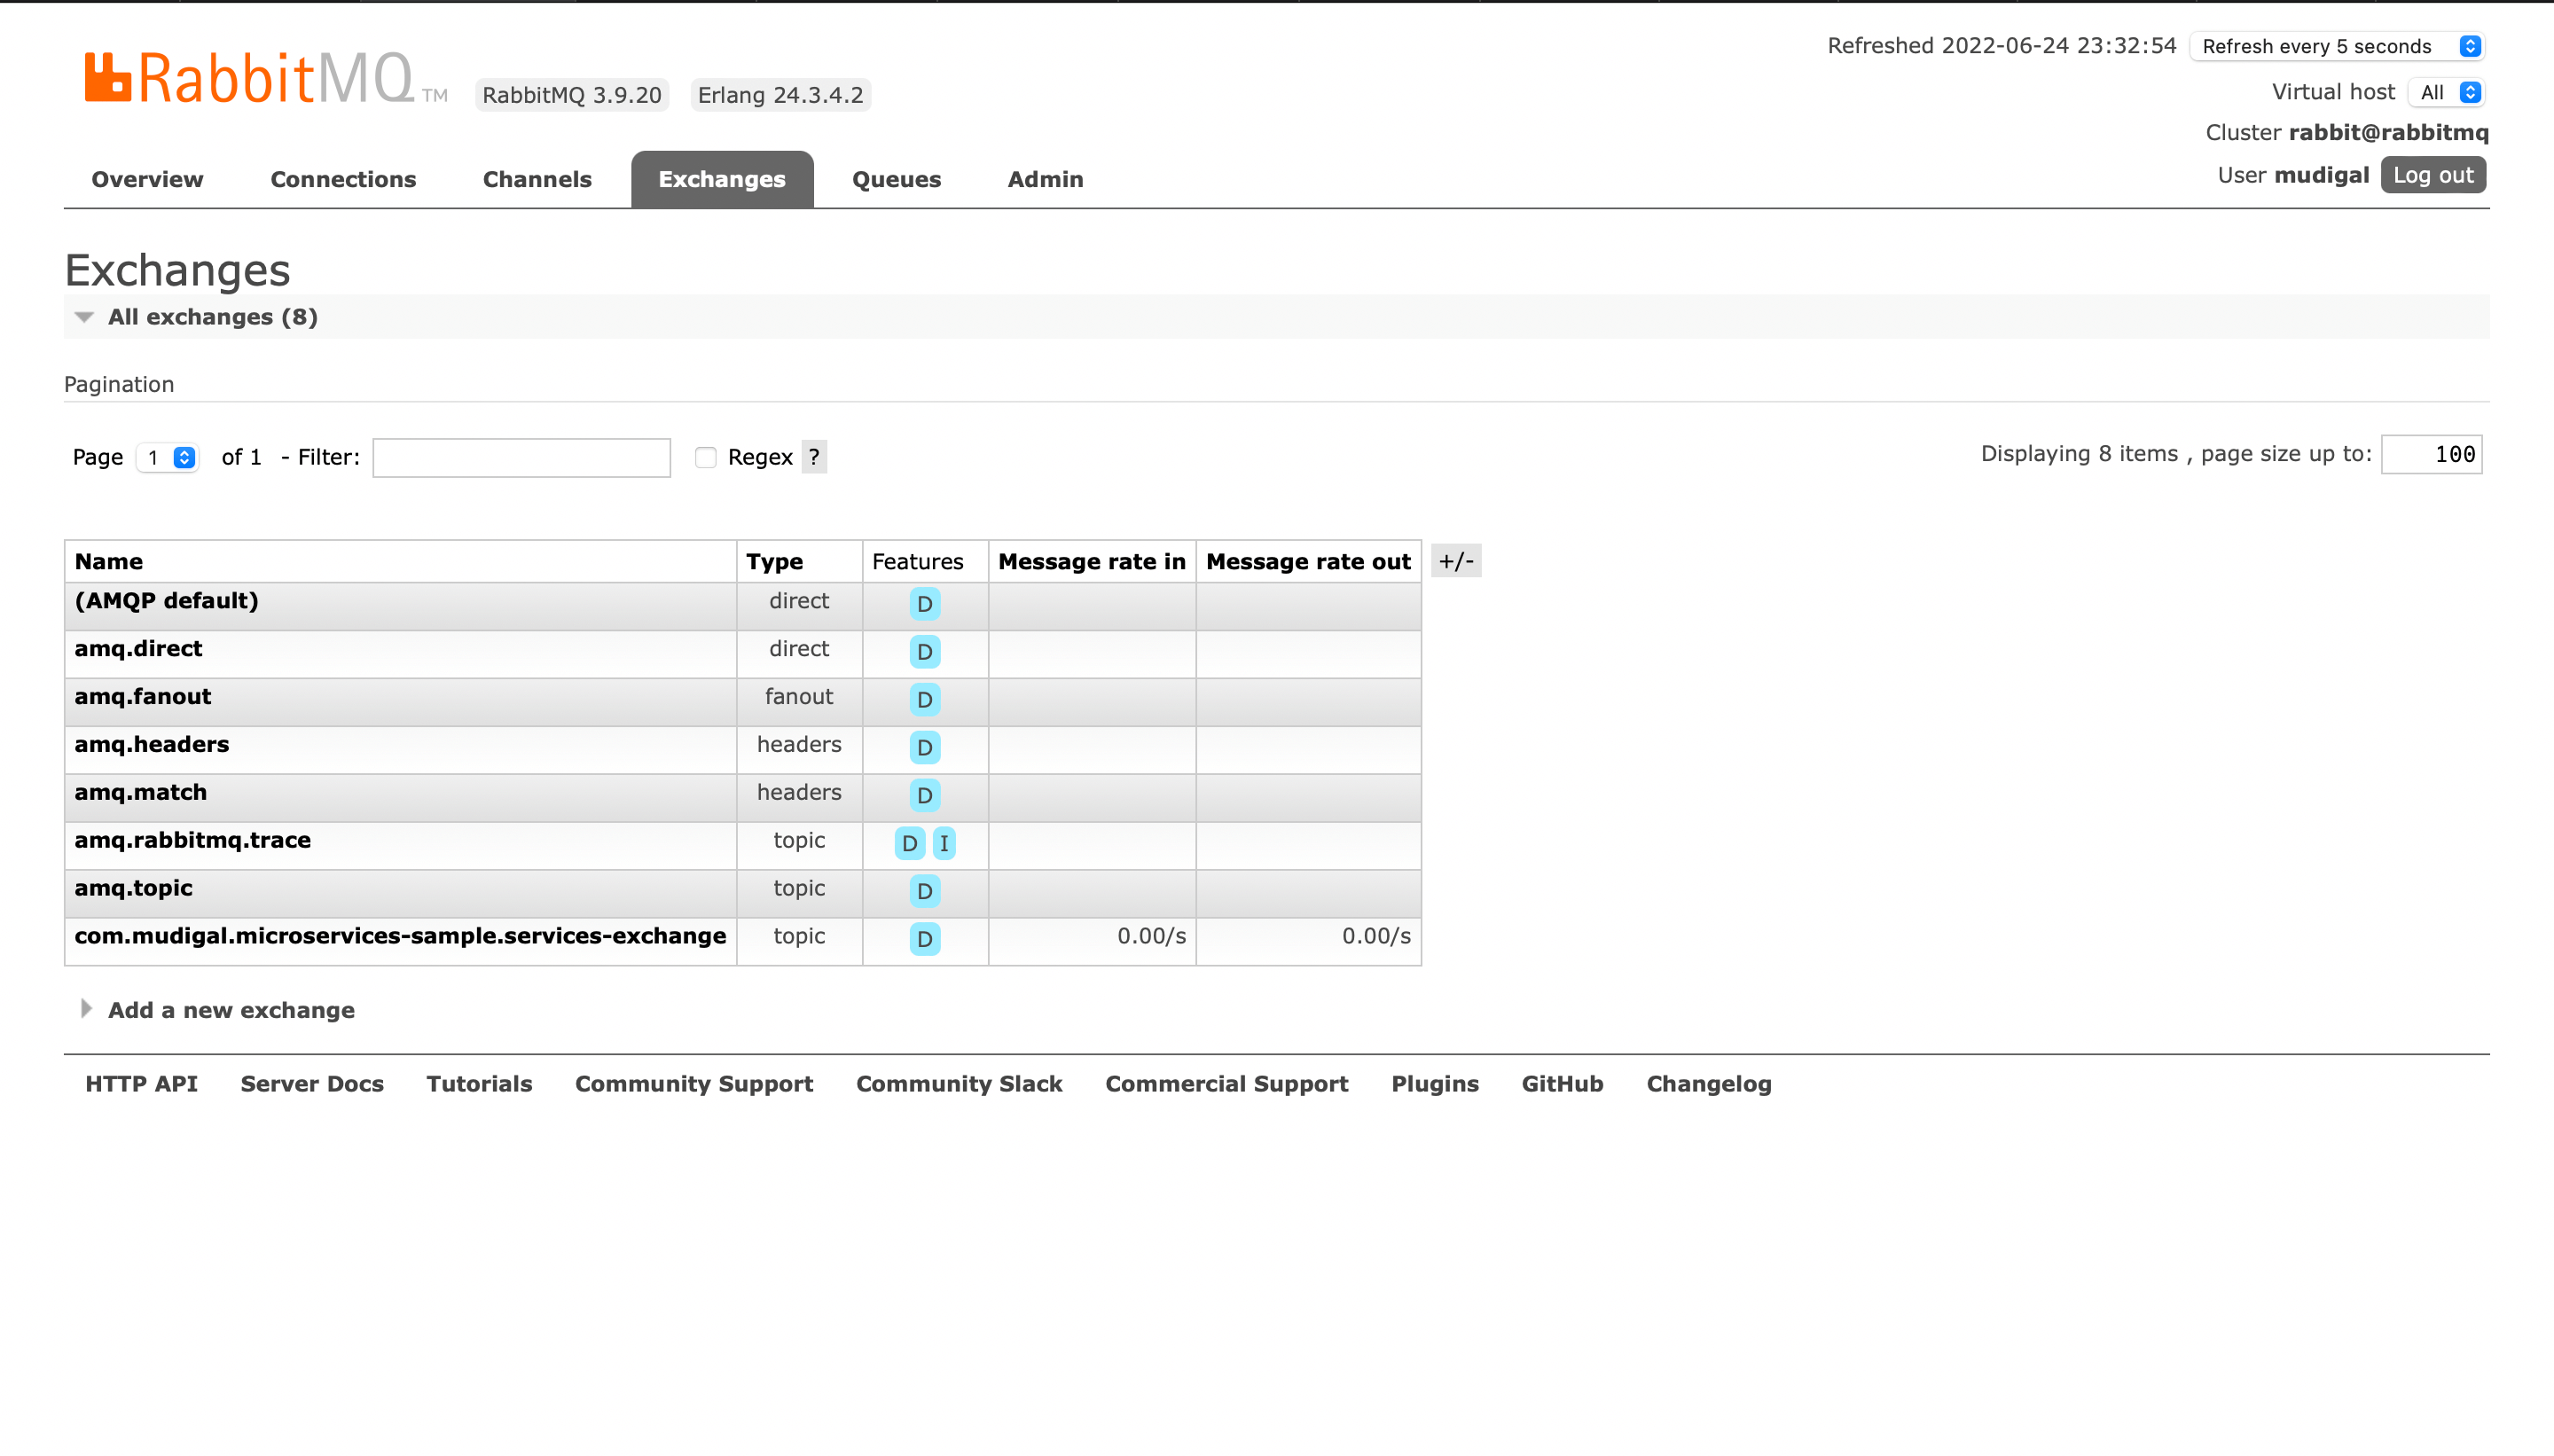 RabbitMQ TM RabbitMQ 3.9.20 Erlang 24.3.4.2
Refreshed 2022-06-24 23:32:54 Refresh every 5 seconds
Virtual host All
Cluster rabbit@rabbitmq
User mudigal Log out
Overview Connections Channels Exchanges Queues Admin
Exchanges
All exchanges (8)
Pagination
Page 1 of 1 - Filter: Regex ? Displaying 8 items , page size up to: 100
Name Type Features Message rate in Message rate out +/-
(AMQP default) direct D
amq.direct direct D
amq.fanout fanout D
amq.headers headers D
amq.match headers D
amq.rabbitmq.trace topic D I
amq.topic topic D
com.mudigal.microservices-sample.services-exchange topic D 0.00/s 0.00/s
Add a new exchange
HTTP API Server Docs Tutorials Community Support Community Slack Commercial Support Plugins GitHub Changelog